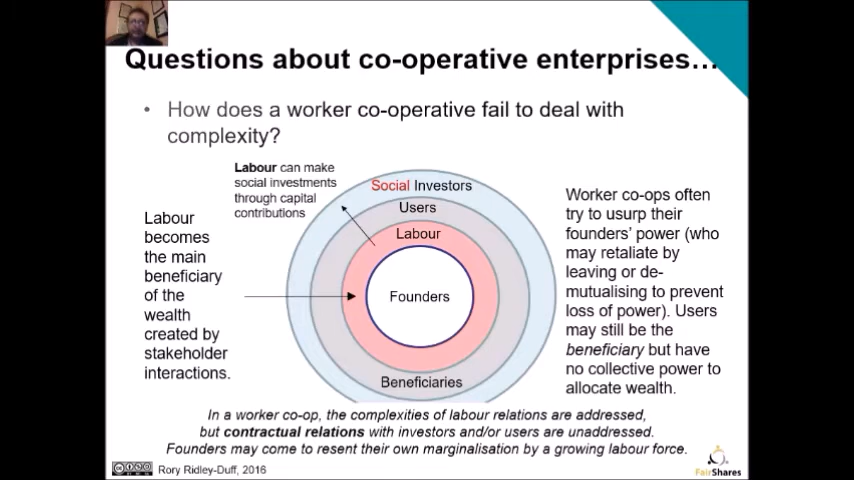 Questions about co-operative enterprises...
• How does a worker co-operative fail to deal with
complexity?
Labour can make
social investments
through capital
contributions
Labour
becomes
the main
beneficiary
of the
wealth
created by
stakeholder
interactions.
Social Investors
Users
Labour
Founders
Beneficiaries
Worker co-ops often
try to usurp their
founders' power (who
may retaliate by
leaving or de-
mutualising to prevent
loss of power). Users
may still be the
beneficiary but have
no collective power to
allocate wealth.
In a worker co-op, the complexities of labour relations are addressed,
but contractual relations with investors and/or users are unaddressed.
Founders may come to resent their own marginalisation by a growing labour force.
Rory Ridley-Duff, 2016
FairShares